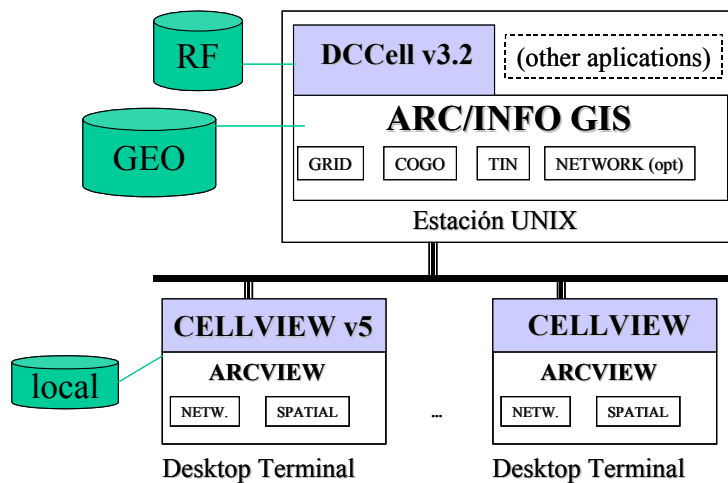 RF
DCCell v3.2
(other aplications)
GEO
ARC/INFO GIS
GRID
COGO
TIN
NETWORK (opt)
Estación UNIX
CELLVIEW v5
CELLVIEW
local
ARCVIEW
ARCVIEW
NETW.
SPATIAL
...
NETW.
SPATIAL
Desktop Terminal
Desktop Terminal